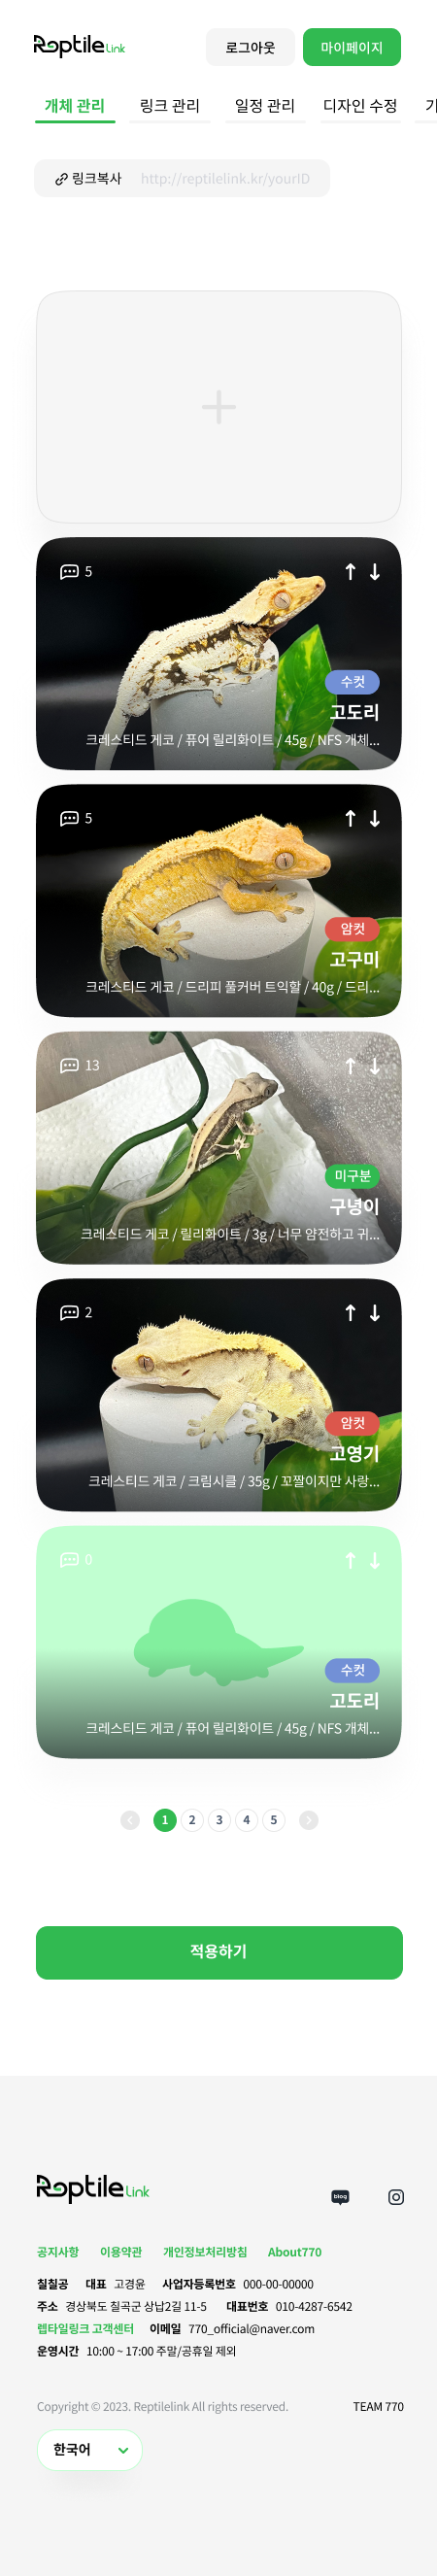 Reptile Link
로그아웃
마이페이지
개체 관리 링크 관리 일정 관리 디자인 수정
링크복사 http://reptilelink.kr/yourID
5
수컷
고도리
크레스티드 게코 / 퓨어 릴리화이트 / 45g / NFS 개체...
5
암컷
고구미
크레스티드 게코 / 드리피 풀커버 트익할 / 40g / 드리...
13
미구분
구녕이
크레스티드 게코 / 릴리화이트 / 3g / 너무 얌전하고 귀...
2
암컷
고영기
크레스티드 게코 / 크림시클 / 35g / 꼬짤이지만 사랑...
0
수컷
고도리
크레스티드 게코 / 퓨어 릴리화이트 / 45g / NFS 개체...
1 2 3 4 5
적용하기
Reptile Link
blog
공지사항 이용약관 개인정보처리방침 About770
칠칠공 대표 고경윤 사업자등록번호 000-00-00000
주소 경상북도 칠곡군 상납2길 11-5 대표번호 010-4287-6542
렙타일링크 고객센터 이메일 770_official@naver.com
운영시간 10:00 ~ 17:00 주말/공휴일 제외
Copyright © 2023. Reptilelink All rights reserved. TEAM 770
한국어